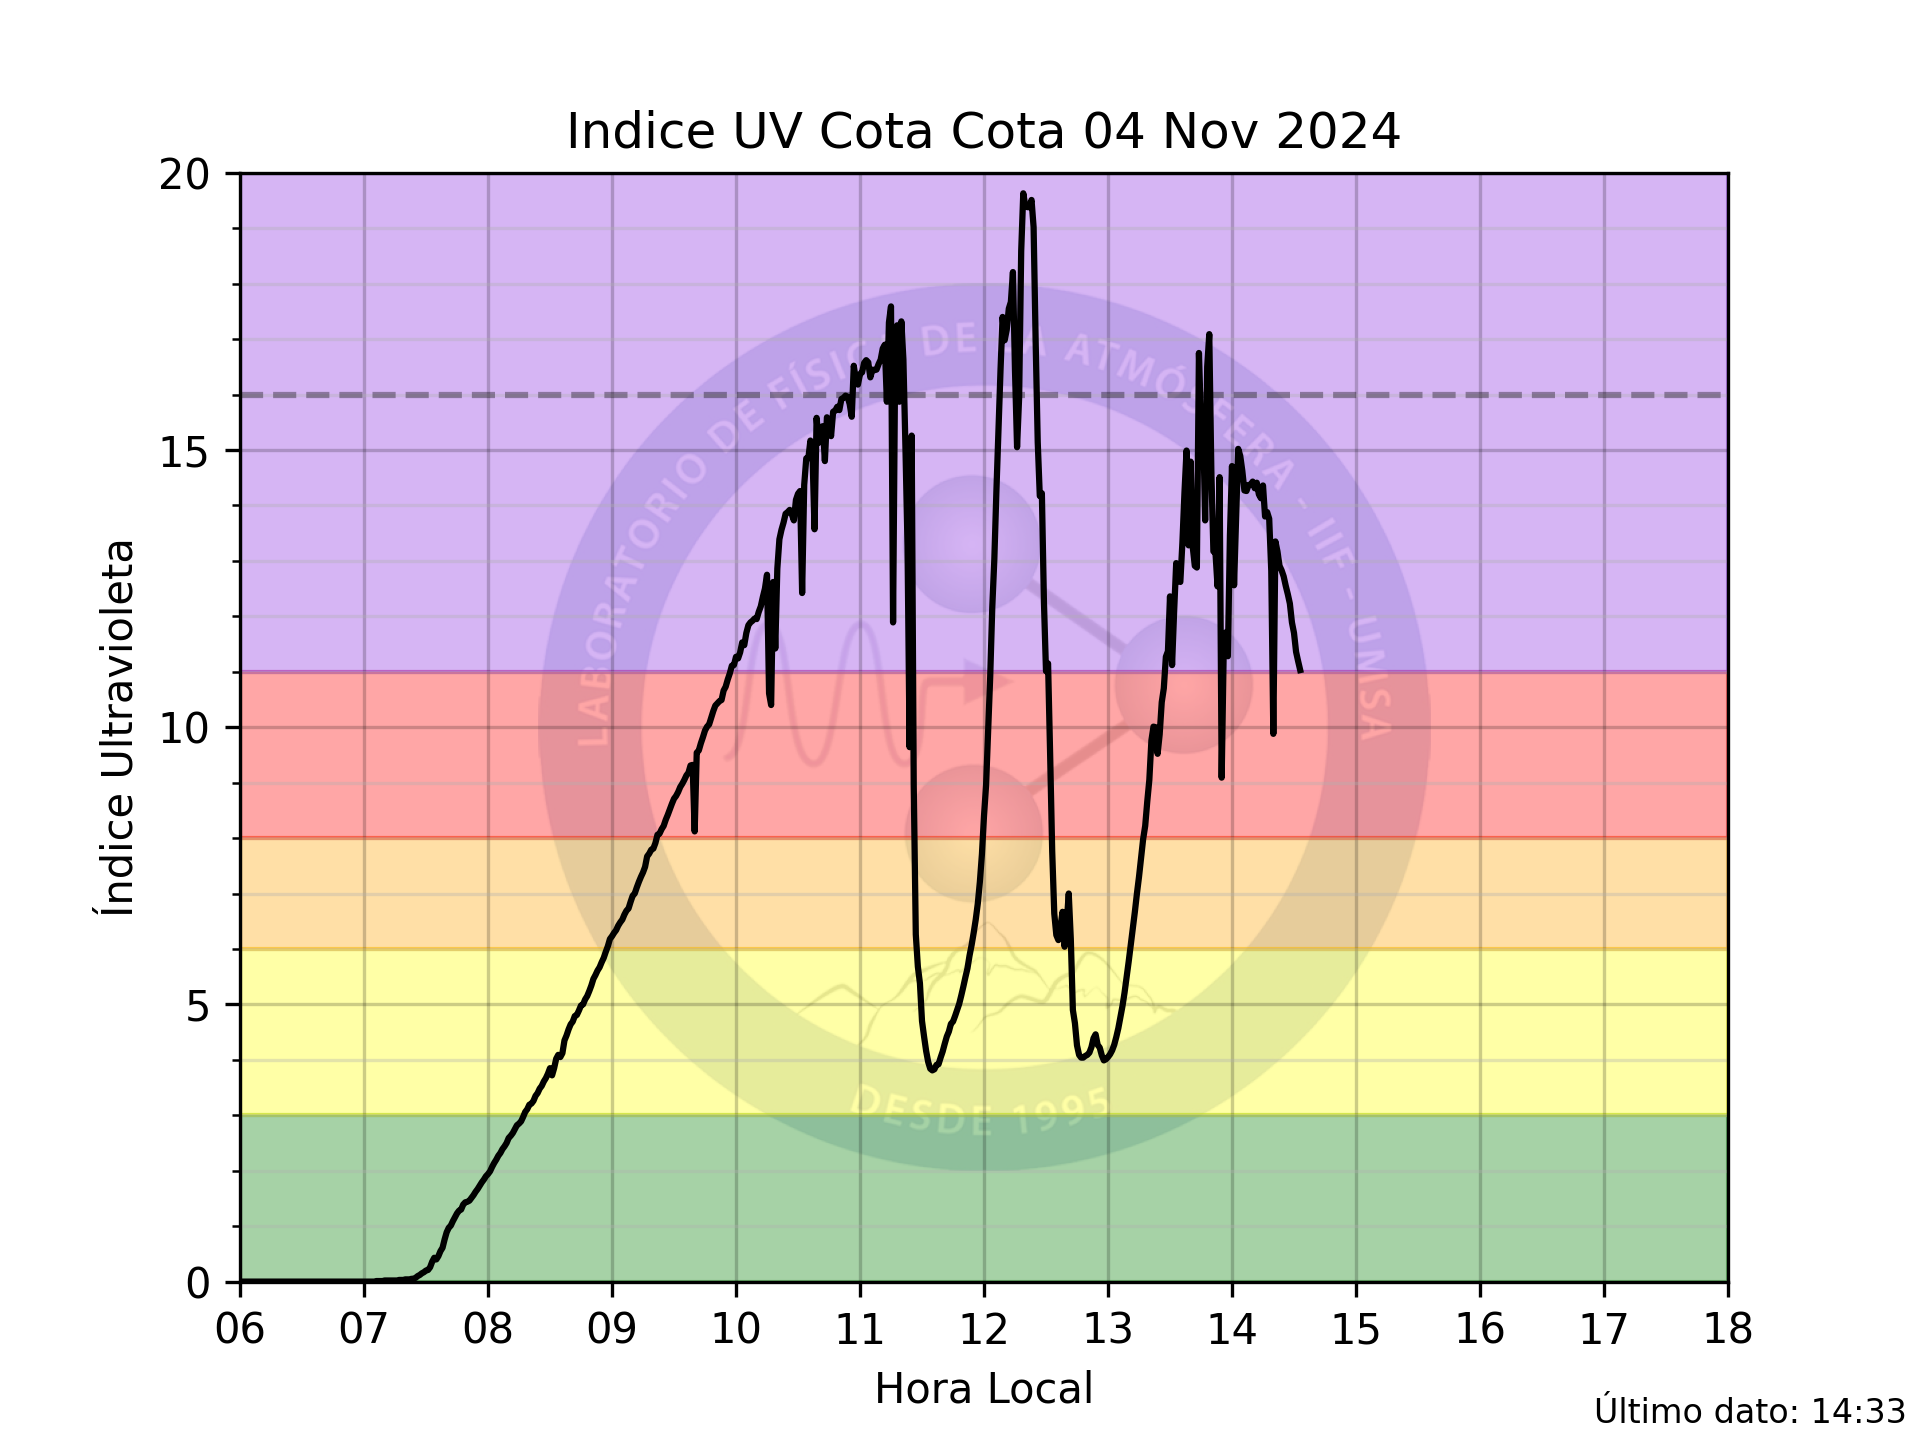 Indice UV Cota Cota 04 Nov 2024
20
15
10
5
0
Índice Ultravioleta
LABORATORIO DE FÍSICA DE LA ATMÓSFERA - IIF - UMSA
DESDE 1995
06 07 08 09 10 11 12 13 14 15 16 17 18
Hora Local
Último dato: 14:33